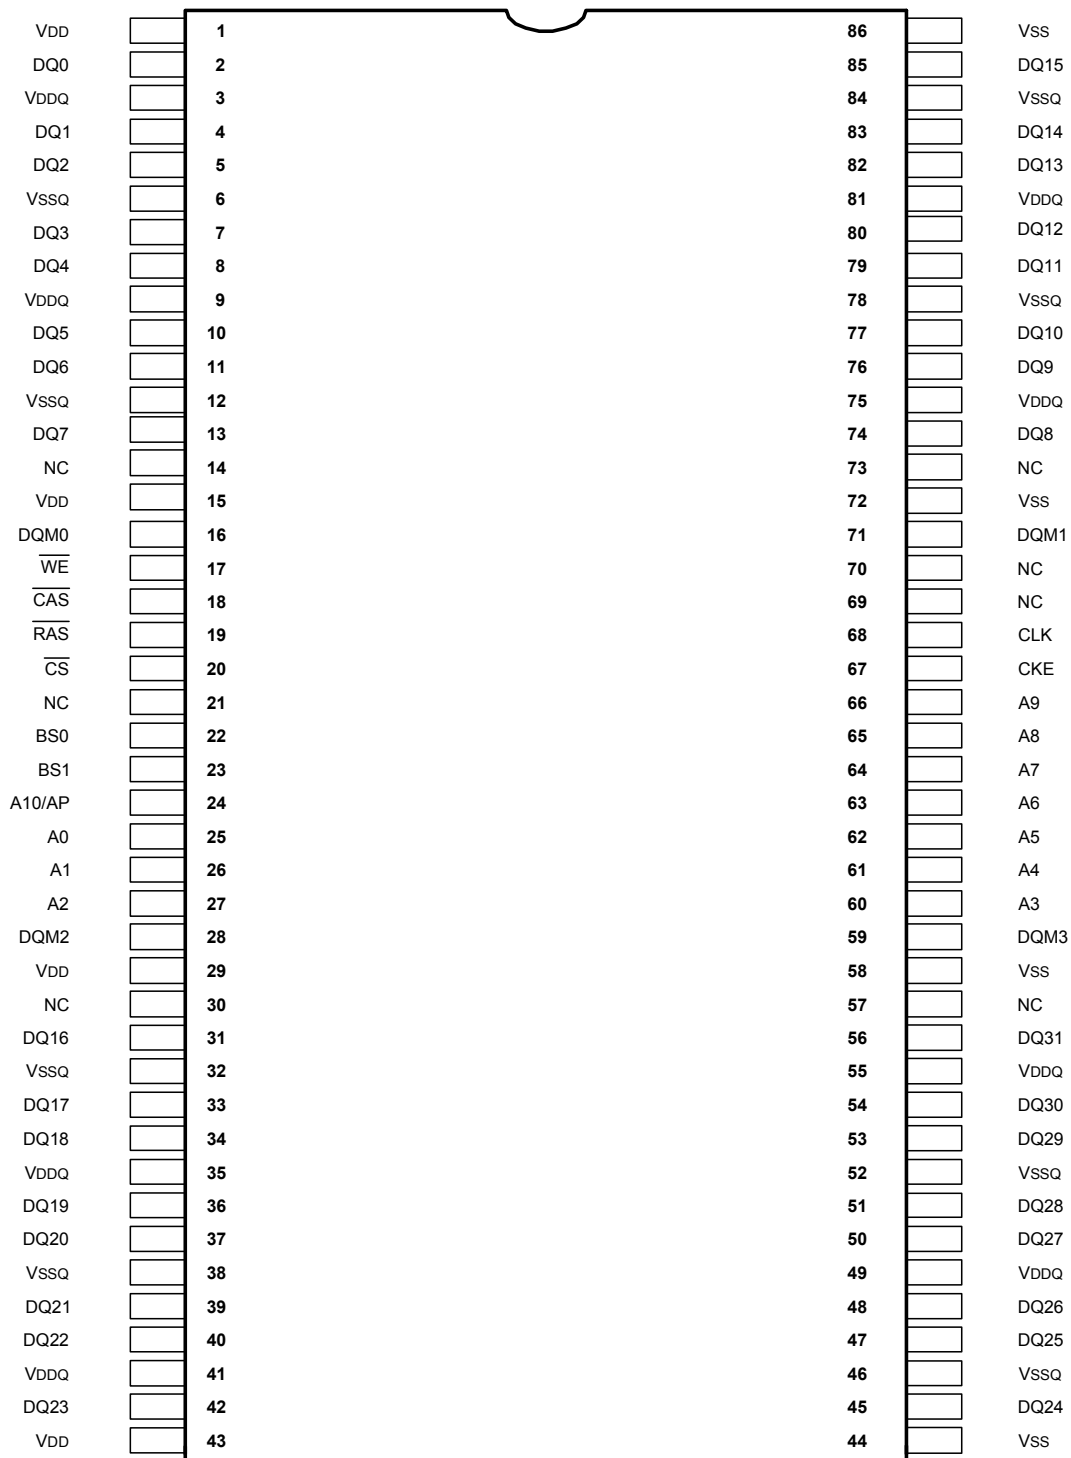 VDD 1 86 VSS
DQ0 2 85 DQ15
VDDQ 3 84 VSSQ
DQ1 4 83 DQ14
DQ2 5 82 DQ13
VSSQ 6 81 VDDQ
DQ3 7 80 DQ12
DQ4 8 79 DQ11
VDDQ 9 78 VSSQ
DQ5 10 77 DQ10
DQ6 11 76 DQ9
VSSQ 12 75 VDDQ
DQ7 13 74 DQ8
NC 14 73 NC
VDD 15 72 VSS
DQM0 16 71 DQM1
W̅E̅ 17 70 NC
C̅A̅S̅ 18 69 NC
R̅A̅S̅ 19 68 CLK
C̅S̅ 20 67 CKE
NC 21 66 A9
BS0 22 65 A8
BS1 23 64 A7
A10/AP 24 63 A6
A0 25 62 A5
A1 26 61 A4
A2 27 60 A3
DQM2 28 59 DQM3
VDD 29 58 VSS
NC 30 57 NC
DQ16 31 56 DQ31
VSSQ 32 55 VDDQ
DQ17 33 54 DQ30
DQ18 34 53 DQ29
VDDQ 35 52 VSSQ
DQ19 36 51 DQ28
DQ20 37 50 DQ27
VSSQ 38 49 VDDQ
DQ21 39 48 DQ26
DQ22 40 47 DQ25
VDDQ 41 46 VSSQ
DQ23 42 45 DQ24
VDD 43 44 VSS